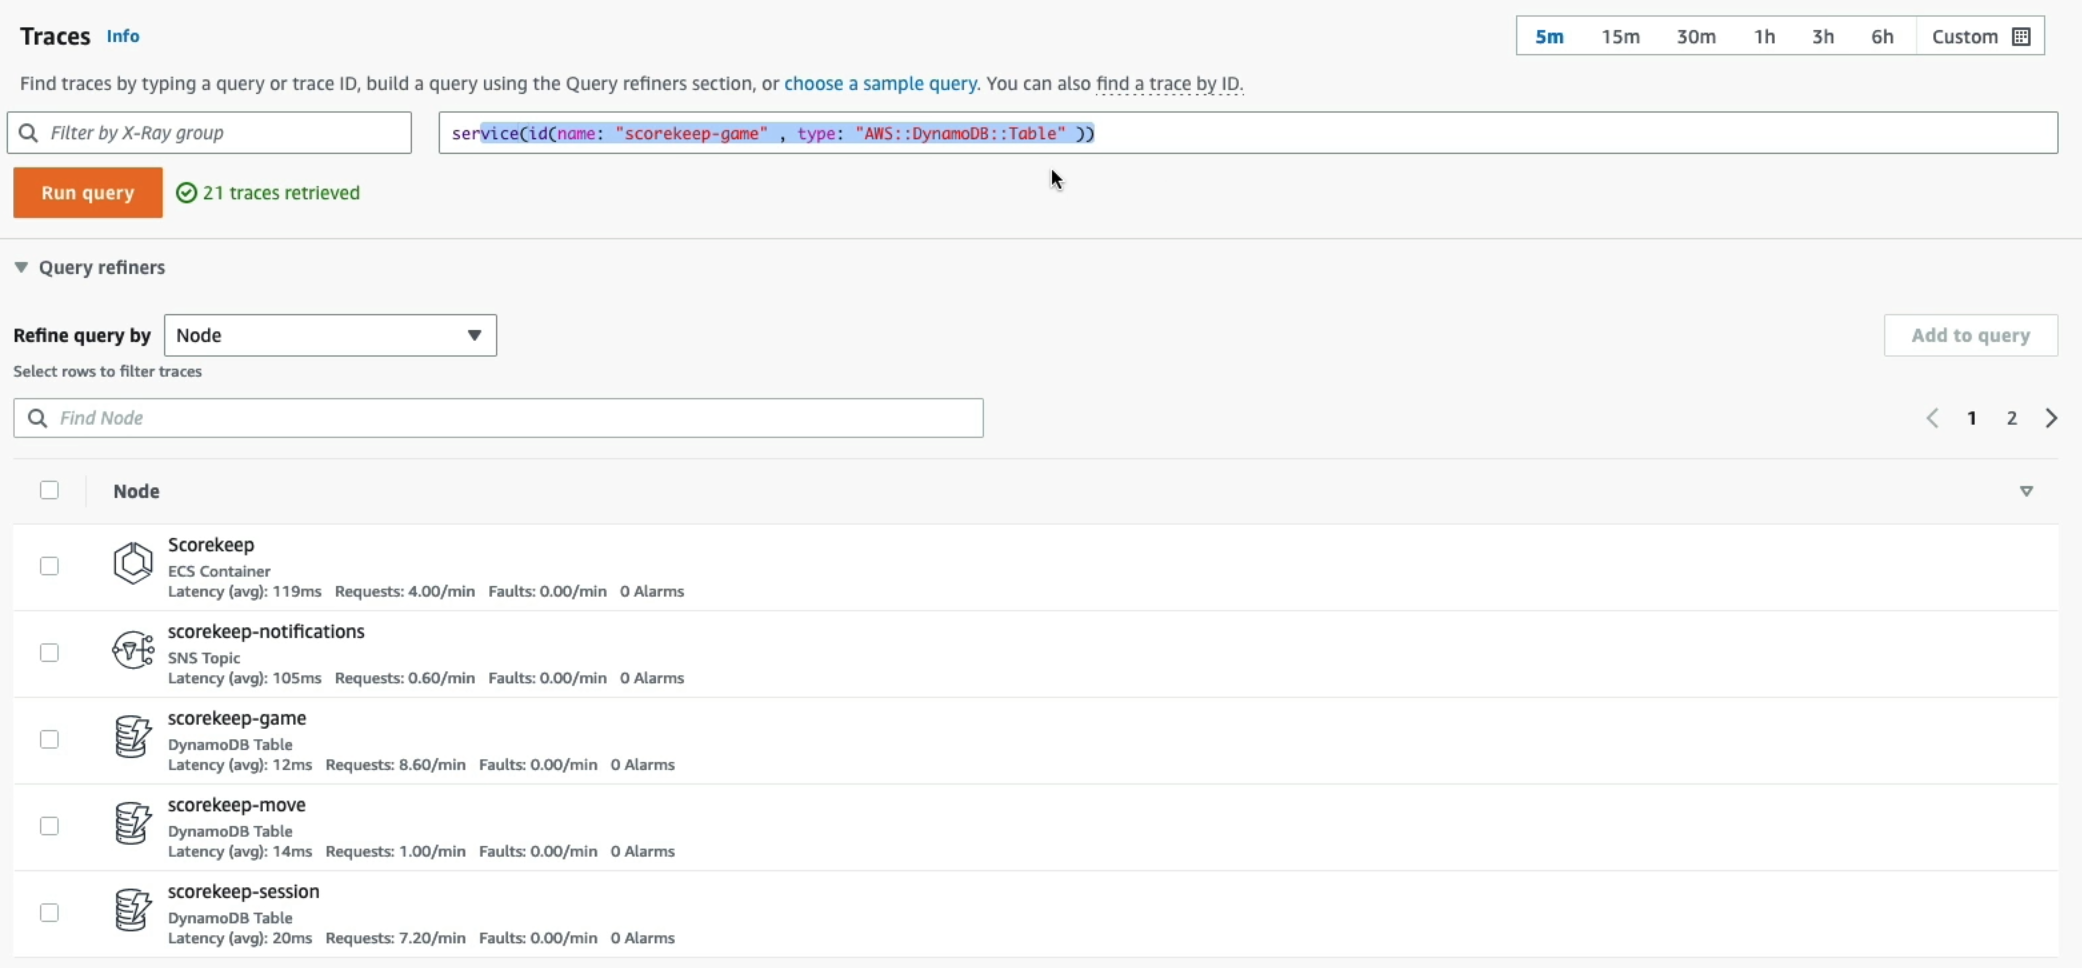 Traces Info
5m 15m 30m 1h 3h 6h Custom
Find traces by typing a query or trace ID, build a query using the Query refiners section, or choose a sample query. You can also find a trace by ID.
Filter by X-Ray group
service(id(name: "scorekeep-game" , type: "AWS::DynamoDB::Table" ))
Run query
21 traces retrieved
Query refiners
Refine query by
Node
Add to query
Select rows to filter traces
Find Node
1 2
Node
Scorekeep
ECS Container
Latency (avg): 119ms Requests: 4.00/min Faults: 0.00/min 0 Alarms
scorekeep-notifications
SNS Topic
Latency (avg): 105ms Requests: 0.60/min Faults: 0.00/min 0 Alarms
scorekeep-game
DynamoDB Table
Latency (avg): 12ms Requests: 8.60/min Faults: 0.00/min 0 Alarms
scorekeep-move
DynamoDB Table
Latency (avg): 14ms Requests: 1.00/min Faults: 0.00/min 0 Alarms
scorekeep-session
DynamoDB Table
Latency (avg): 20ms Requests: 7.20/min Faults: 0.00/min 0 Alarms